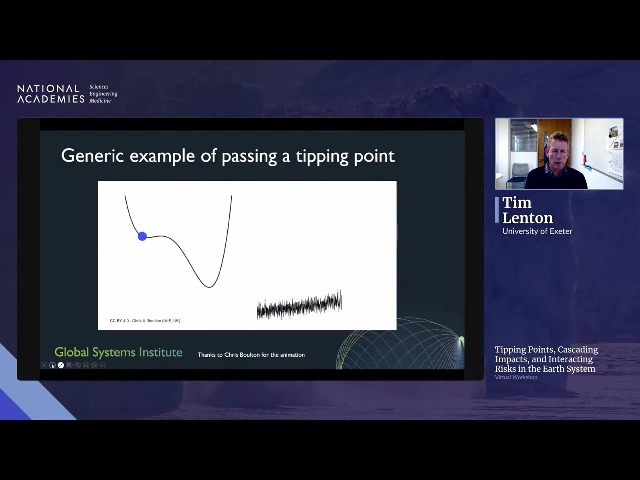 NATIONAL
ACADEMIES
Sciences
Engineering
Medicine
Generic example of passing a tipping point
Global Systems Institute
Thanks to Chris Boulton for the animation
Tim
Lenton
University of Exeter
Tipping Points, Cascading
Impacts, and Interacting
Risks in the Earth System
Virtual Workshop